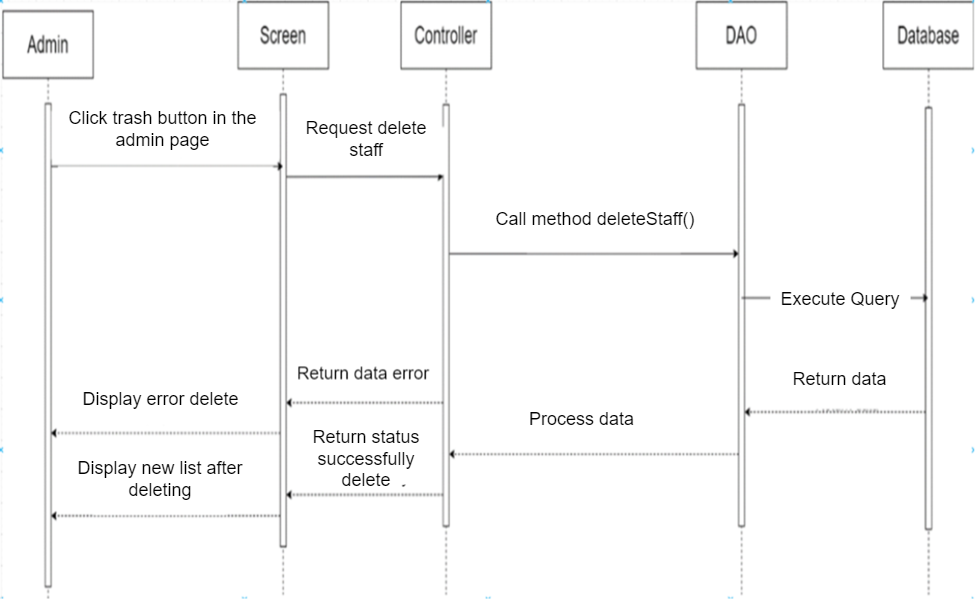 Admin
Screen
Controller
DAO
Database
Click trash button in the
admin page
Request delete
staff
Call method deleteStaff()
Execute Query
Return data error
Return data
Display error delete
Process data
Return status
successfully
delete
Display new list after
deleting